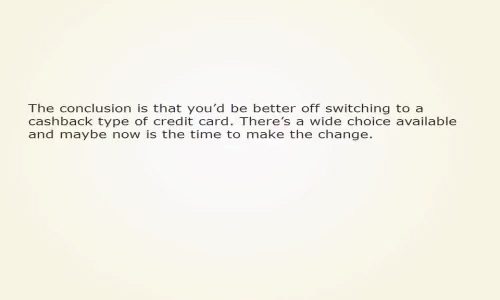 The conclusion is that you’d be better off switching to a
cashback type of credit card. There’s a wide choice available
and maybe now is the time to make the change.